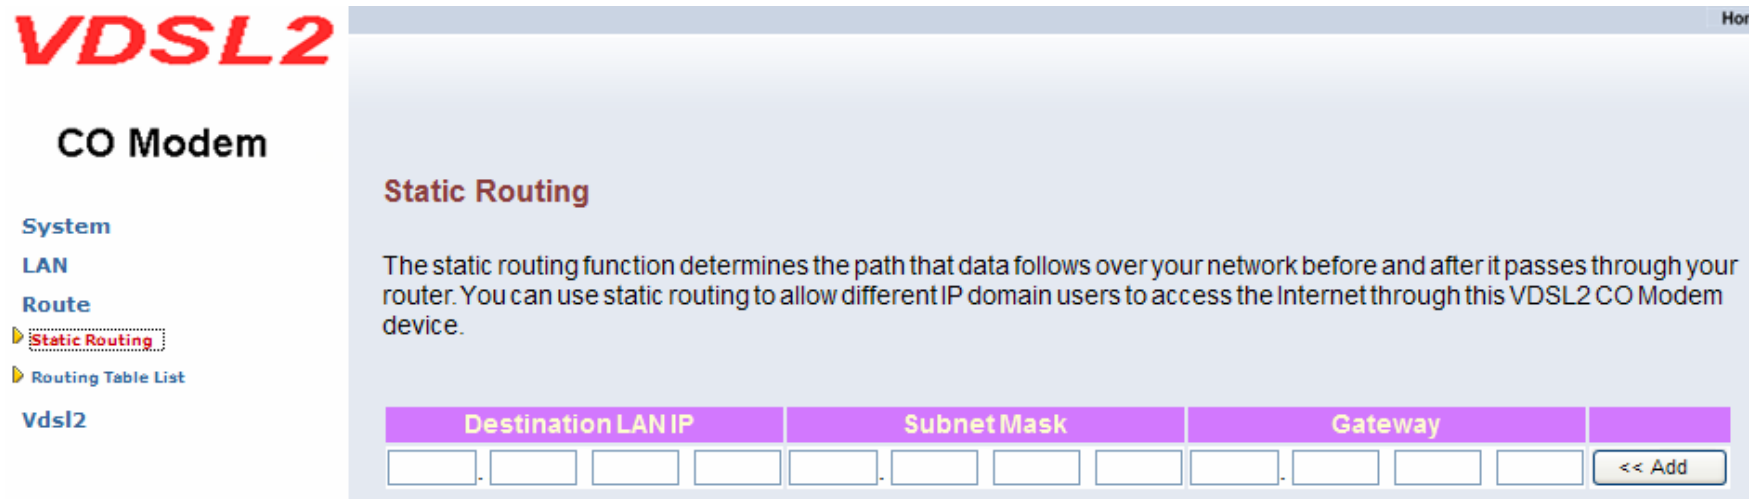 VDSL2
CO Modem
System
LAN
Route
Static Routing
Routing Table List
Vdsl2
Static Routing
The static routing function determines the path that data follows over your network before and after it passes through your
router. You can use static routing to allow different IP domain users to access the Internet through this VDSL2 CO Modem
device.
Destination LAN IP Subnet Mask Gateway
. . . << Add